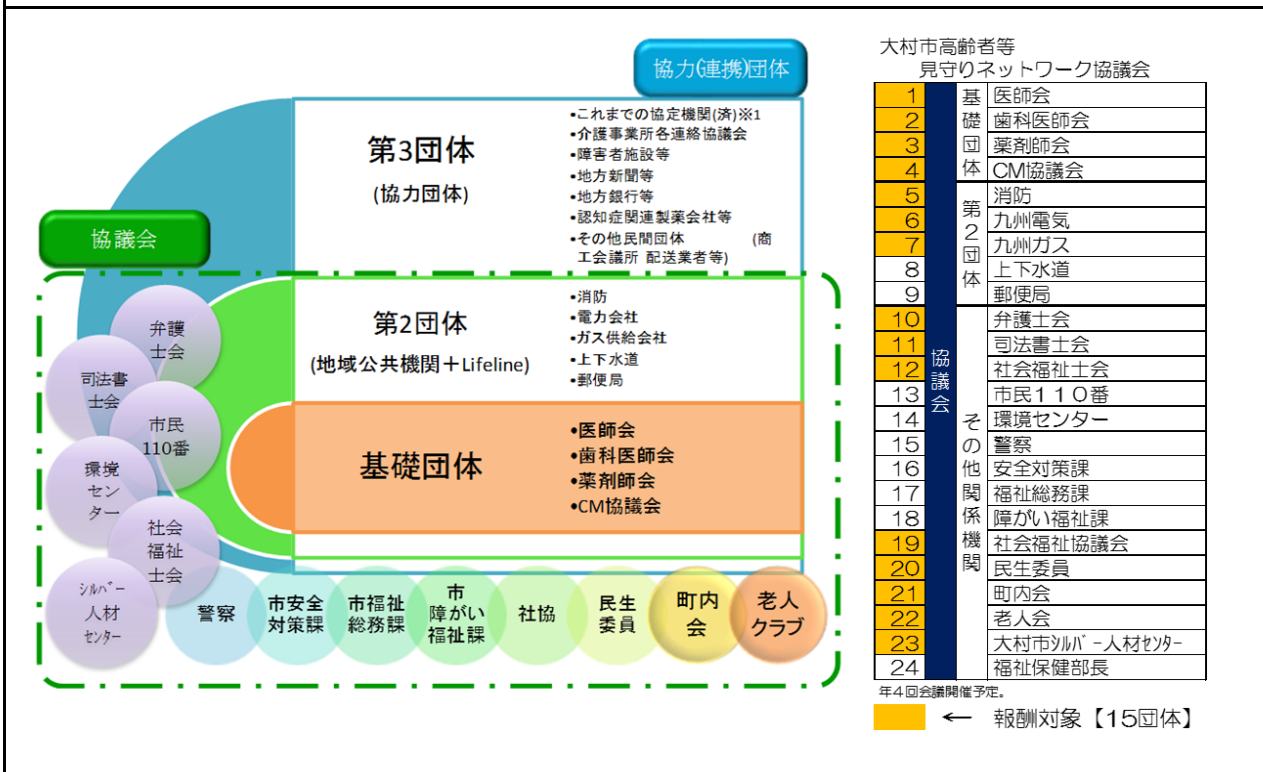 協力(連携)団体
第3団体
(協力団体)
•これまでの協定機関(済)※1
•介護事業所各連絡協議会
•障害者施設等
•地方新聞等
•地方銀行等
•認知症関連製薬会社等
•その他民間団体 (商
工会議所 配送業者等)
協議会
第2団体
(地域公共機関＋Lifeline)
•消防
•電力会社
•ガス供給会社
•上下水道
•郵便局
基礎団体
•医師会
•歯科医師会
•薬剤師会
•CM協議会
弁護
士会
司法書
士会
市民
110番
環境
セン
ター
社会
福祉
士会
ｼﾙﾊﾞｰ
人材
ｾﾝﾀｰ
警察
市安全
対策課
市福祉
総務課
市
障がい
福祉課
社協
民生
委員
町内
会
老人
クラブ
大村市高齢者等
見守りネットワーク協議会
協議会
基礎団体
1 医師会
2 歯科医師会
3 薬剤師会
4 CM協議会
第2団体
5 消防
6 九州電気
7 九州ガス
8 上下水道
9 郵便局
その他関係機関
10 弁護士会
11 司法書士会
12 社会福祉士会
13 市民１１０番
14 環境センター
15 警察
16 安全対策課
17 福祉総務課
18 障がい福祉課
19 社会福祉協議会
20 民生委員
21 町内会
22 老人会
23 大村市ｼﾙﾊﾞｰ人材ｾﾝﾀｰ
24 福祉保健部長
年４回会議開催予定。
← 報酬対象【１５団体】